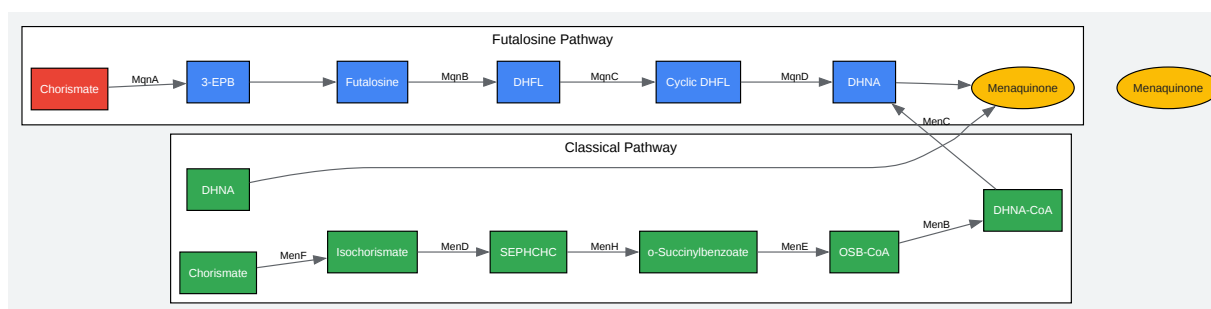 Futalosine Pathway
Chorismate
MqnA
3-EPB
Futalosine
MqnB
DHFL
MqnC
Cyclic DHFL
MqnD
DHNA
Menaquinone
Menaquinone
MenC
Classical Pathway
DHNA
DHNA-CoA
Chorismate
MenF
Isochorismate
MenD
SEPHCHC
MenH
o-Succinylbenzoate
MenE
OSB-CoA
MenB